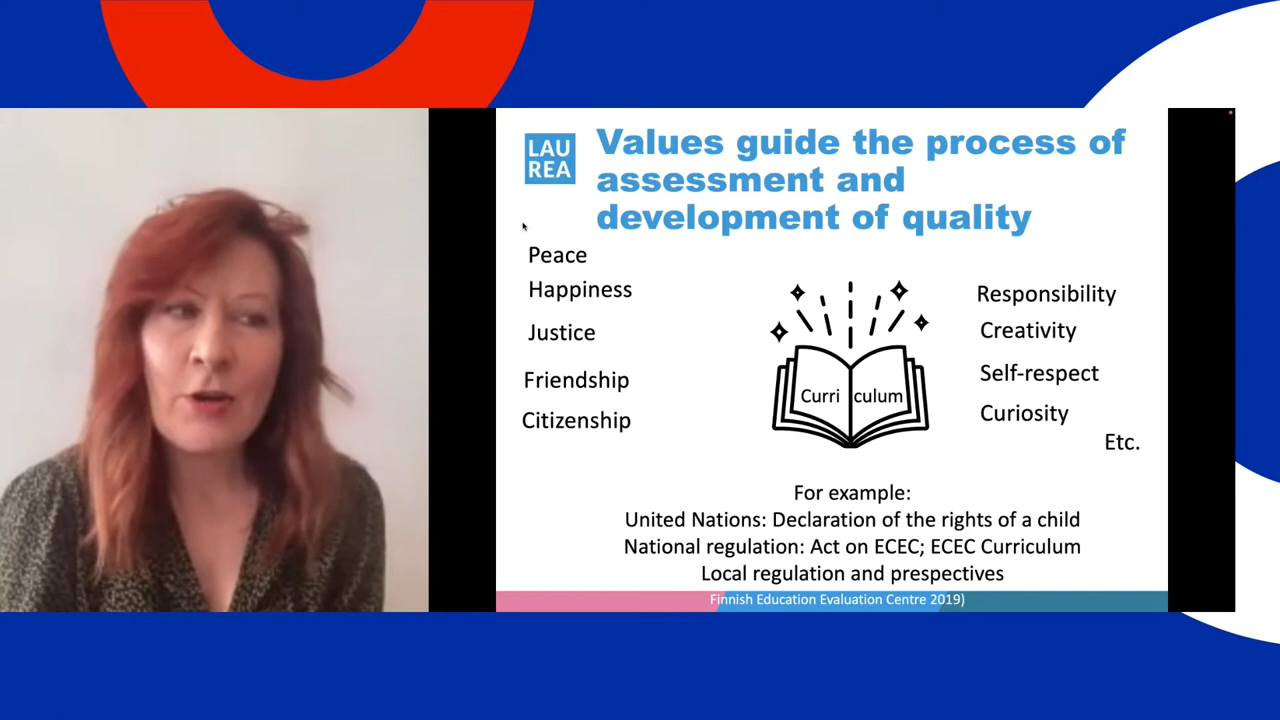 LAU
REA
Values guide the process of
assessment and
development of quality
Peace
Happiness
Justice
Friendship
Citizenship
Curri culum
Responsibility
Creativity
Self-respect
Curiosity
Etc.
For example:
United Nations: Declaration of the rights of a child
National regulation: Act on ECEC; ECEC Curriculum
Local regulation and prespectives
Finnish Education Evaluation Centre 2019)